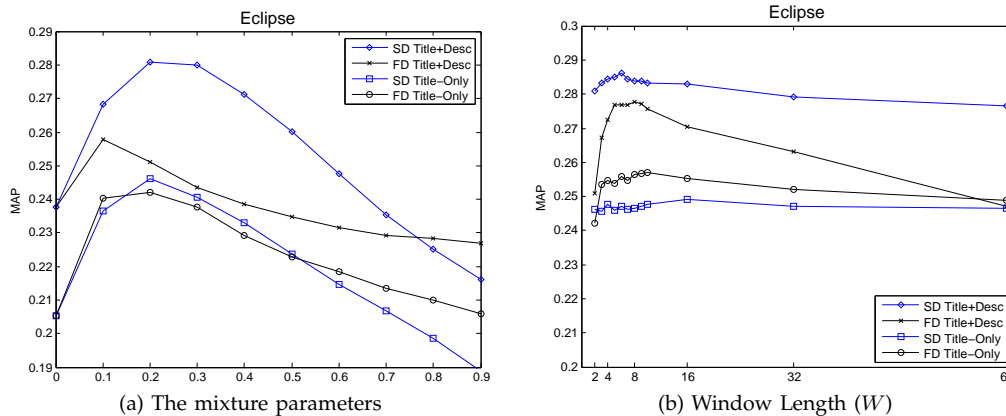 Eclipse
0.29
0.28
0.27
0.26
0.25
0.24
0.23
0.22
0.21
0.2
0.19
MAP
SD Title+Desc
FD Title+Desc
SD Title−Only
FD Title−Only
0 0.1 0.2 0.3 0.4 0.5 0.6 0.7 0.8 0.9
(a) The mixture parameters
Eclipse
0.3
0.29
0.28
0.27
0.26
0.25
0.24
0.23
0.22
0.21
0.2
MAP
SD Title+Desc
FD Title+Desc
SD Title−Only
FD Title−Only
2 4 8 16 32 6
(b) Window Length (W)